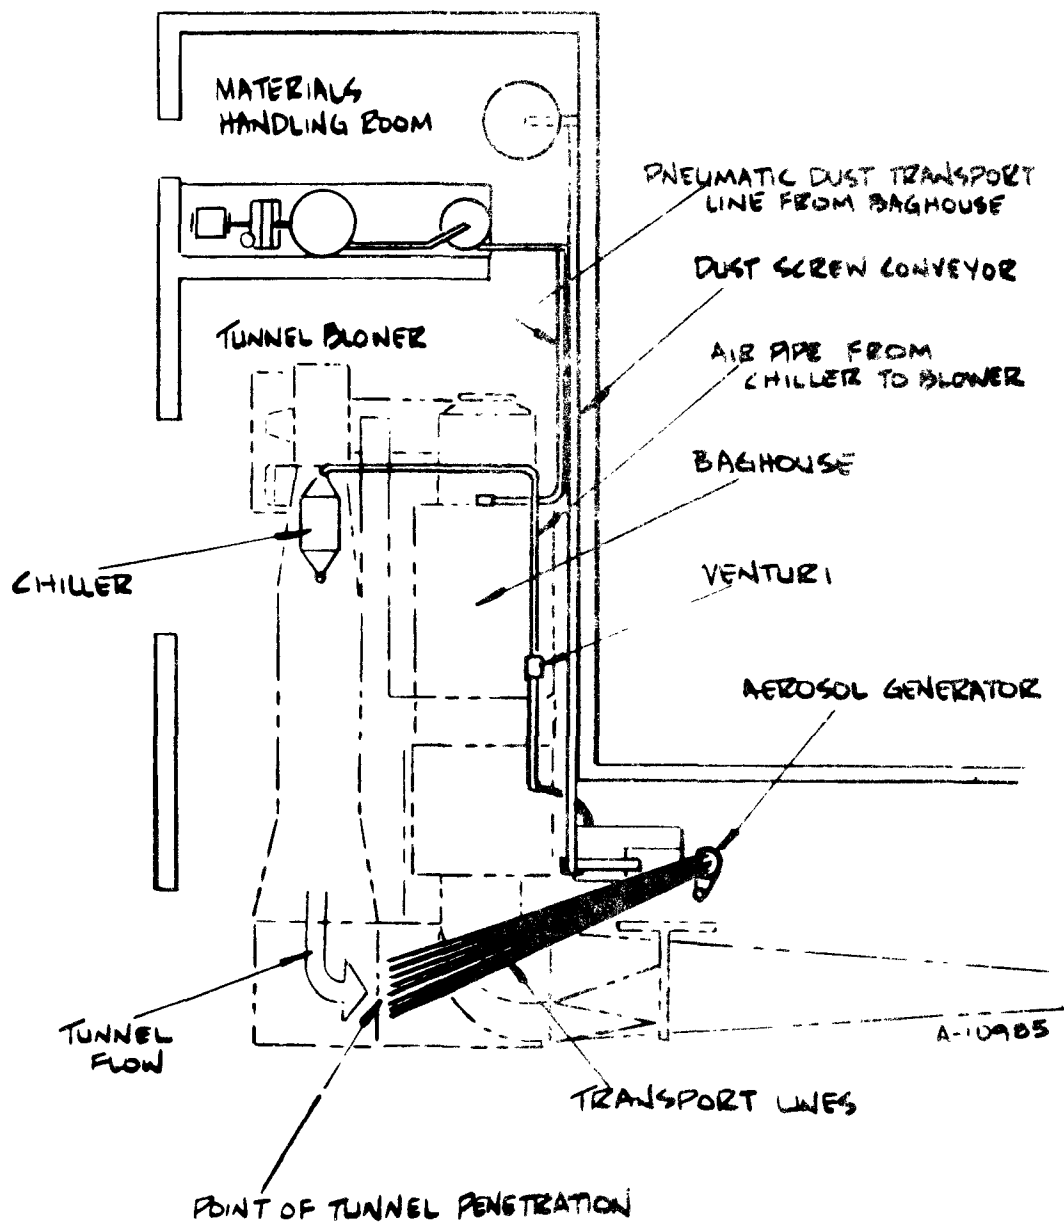 MATERIALS
HANDLING ROOM
PNEUMATIC DUST TRANSPORT
LINE FROM BAGHOUSE
DUST SCREW CONVEYOR
TUNNEL BLOWER
AIR PIPE FROM
CHILLER TO BLOWER
BAGHOUSE
CHILLER
VENTURI
AEROSOL GENERATOR
TUNNEL
FLOW
A-10985
TRANSPORT LINES
POINT OF TUNNEL PENETRATION